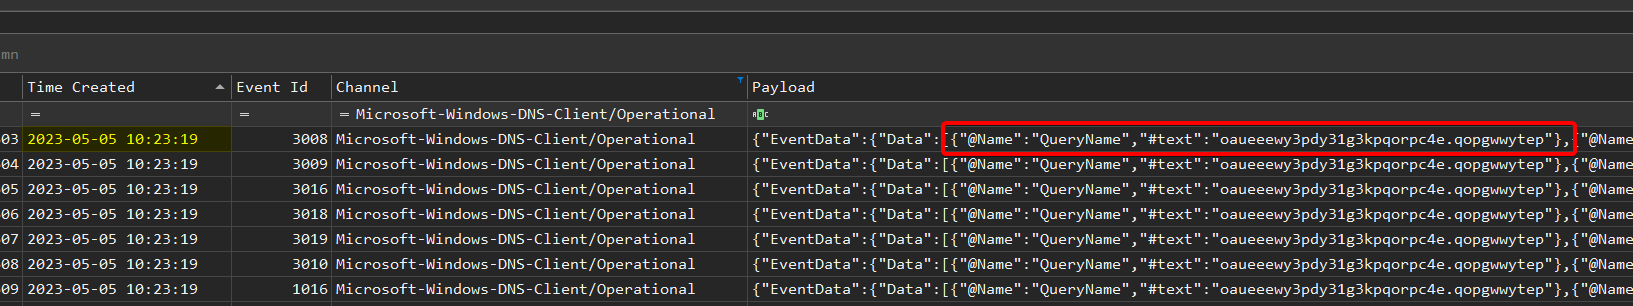 mn
Time Created Event Id Channel Payload
= = = Microsoft-Windows-DNS-Client/Operational ABC
603 2023-05-05 10:23:19 3008 Microsoft-Windows-DNS-Client/Operational {"EventData":{"Data":[{"@Name":"QueryName","#text":"oaueeewy3pdy31g3kpqorpc4e.qopgwwytep"},{"@Name
504 2023-05-05 10:23:19 3009 Microsoft-Windows-DNS-Client/Operational {"EventData":{"Data":[{"@Name":"QueryName","#text":"oaueeewy3pdy31g3kpqorpc4e.qopgwwytep"},{"@Name
505 2023-05-05 10:23:19 3016 Microsoft-Windows-DNS-Client/Operational {"EventData":{"Data":[{"@Name":"QueryName","#text":"oaueeewy3pdy31g3kpqorpc4e.qopgwwytep"},{"@Name
606 2023-05-05 10:23:19 3018 Microsoft-Windows-DNS-Client/Operational {"EventData":{"Data":[{"@Name":"QueryName","#text":"oaueeewy3pdy31g3kpqorpc4e.qopgwwytep"},{"@Name
607 2023-05-05 10:23:19 3019 Microsoft-Windows-DNS-Client/Operational {"EventData":{"Data":[{"@Name":"QueryName","#text":"oaueeewy3pdy31g3kpqorpc4e.qopgwwytep"},{"@Name
608 2023-05-05 10:23:19 3010 Microsoft-Windows-DNS-Client/Operational {"EventData":{"Data":[{"@Name":"QueryName","#text":"oaueeewy3pdy31g3kpqorpc4e.qopgwwytep"},{"@Name
509 2023-05-05 10:23:19 1016 Microsoft-Windows-DNS-Client/Operational {"EventData":{"Data":[{"@Name":"QueryName","#text":"oaueeewy3pdy31g3kpqorpc4e.qopgwwytep"},{"@Name